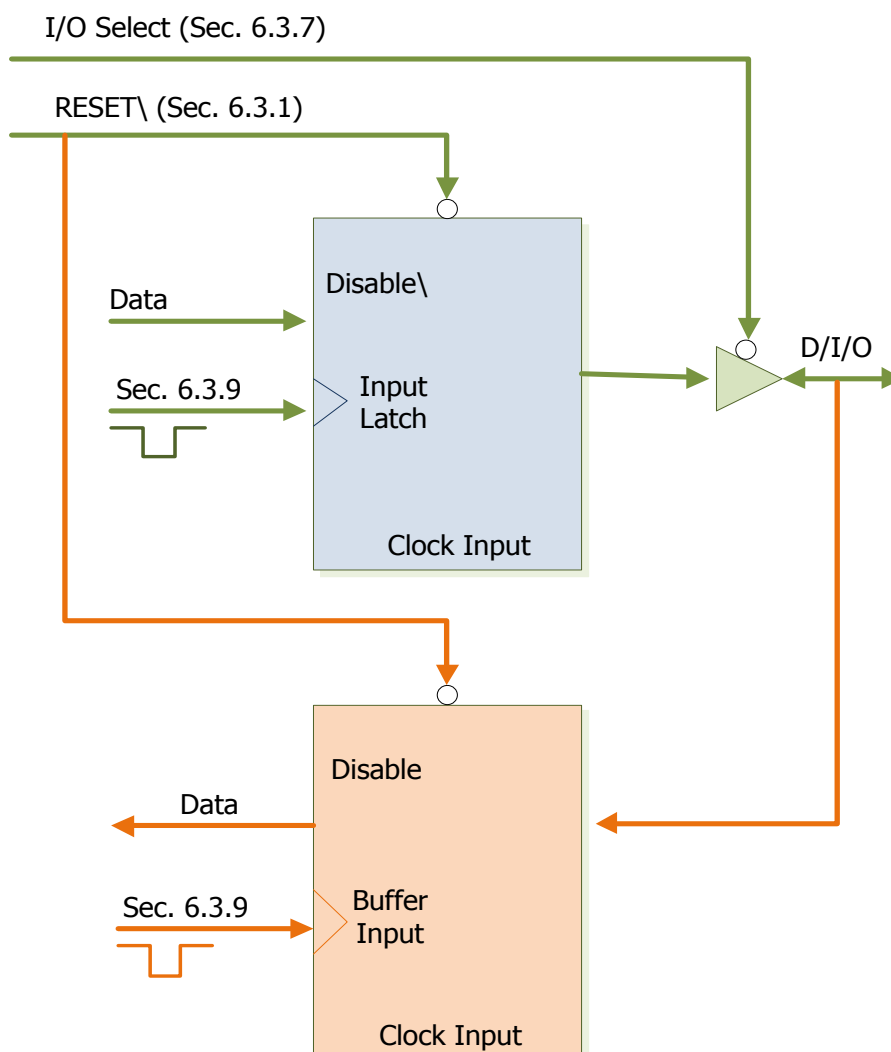 I/O Select (Sec. 6.3.7)
RESET\ (Sec. 6.3.1)
Disable\
Data
D/I/O
Sec. 6.3.9
Input
Latch
Clock Input
Disable
Data
Buffer
Sec. 6.3.9
Input
Clock Input